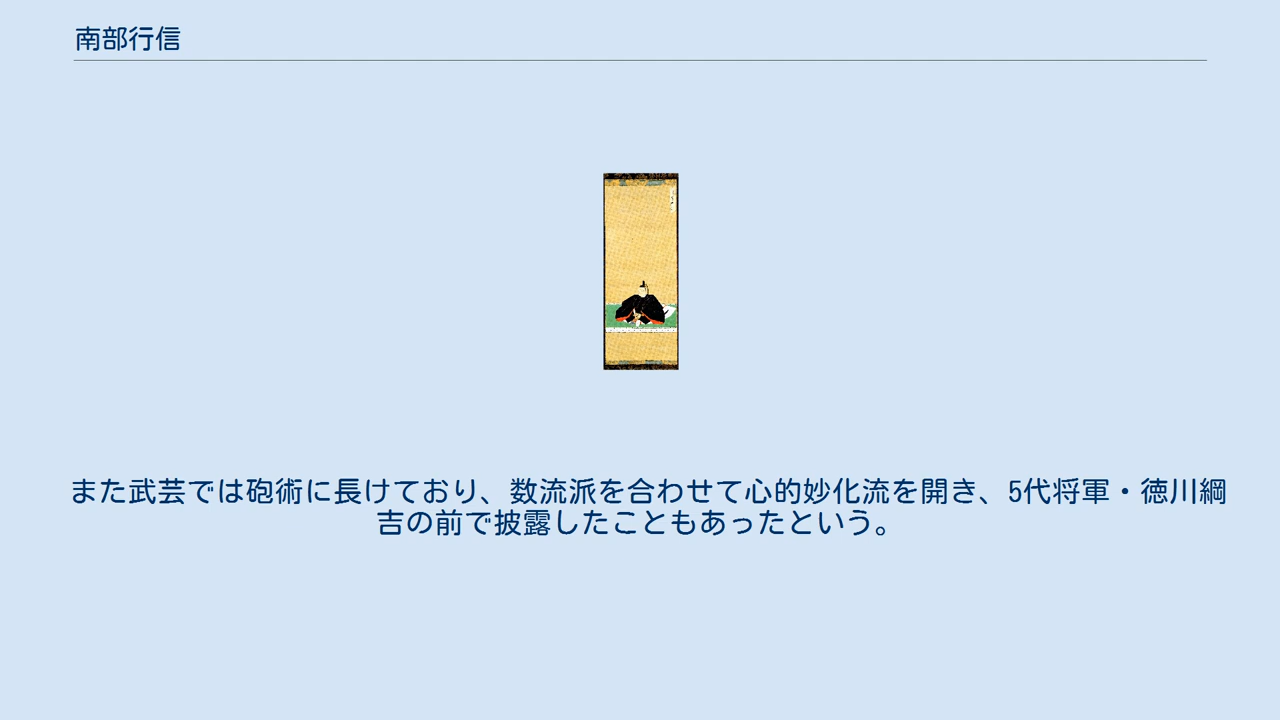 南部行信
また武芸では砲術に長けており、数流派を合わせて心的妙化流を開き、5代将軍・徳川綱
吉の前で披露したこともあったという。